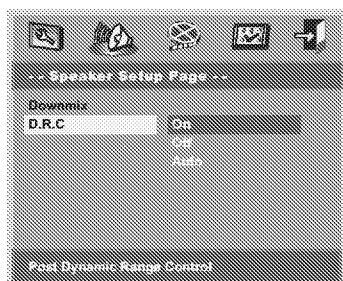 - - Speaker Setup Page - -
Downmix
D.R.C
On
Off
Auto
Post Dynamic Range Control